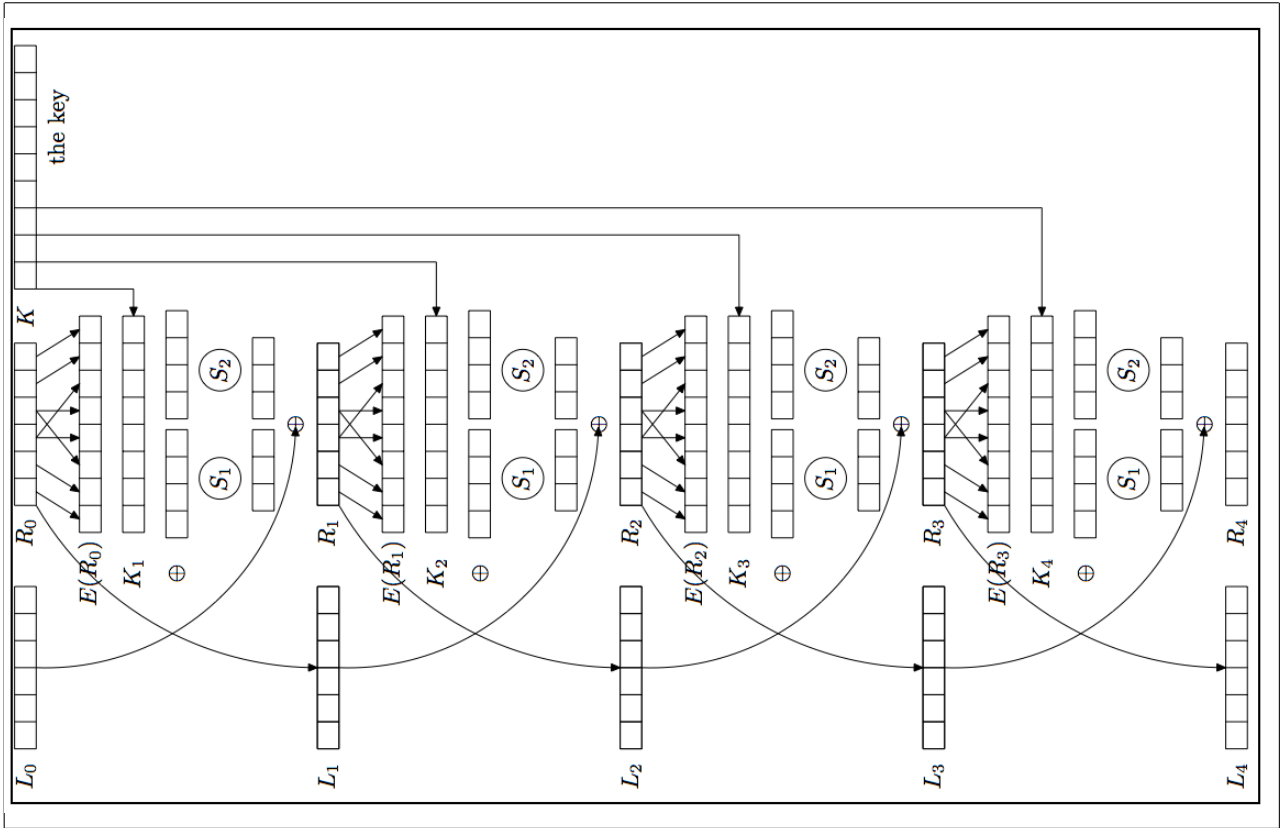 L₀ R₀ K
the key
E(R₀)
K₁
⊕
S₁ S₂
⊕
L₁ R₁
E(R₁)
K₂
⊕
S₁ S₂
⊕
L₂ R₂
E(R₂)
K₃
⊕
S₁ S₂
⊕
L₃ R₃
E(R₃)
K₄
⊕
S₁ S₂
⊕
L₄ R₄